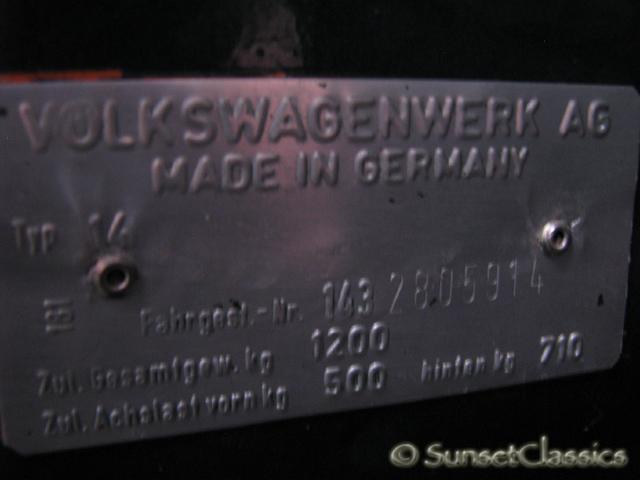 VOLKSWAGENWERK AG
MADE IN GERMANY
Typ 14
181
Fahrgest.-Nr. 143 2805914
Zul. Gesamtgew. kg 1200
Zul. Achslast vorn kg 500 hinten kg 710
© SunsetClassics